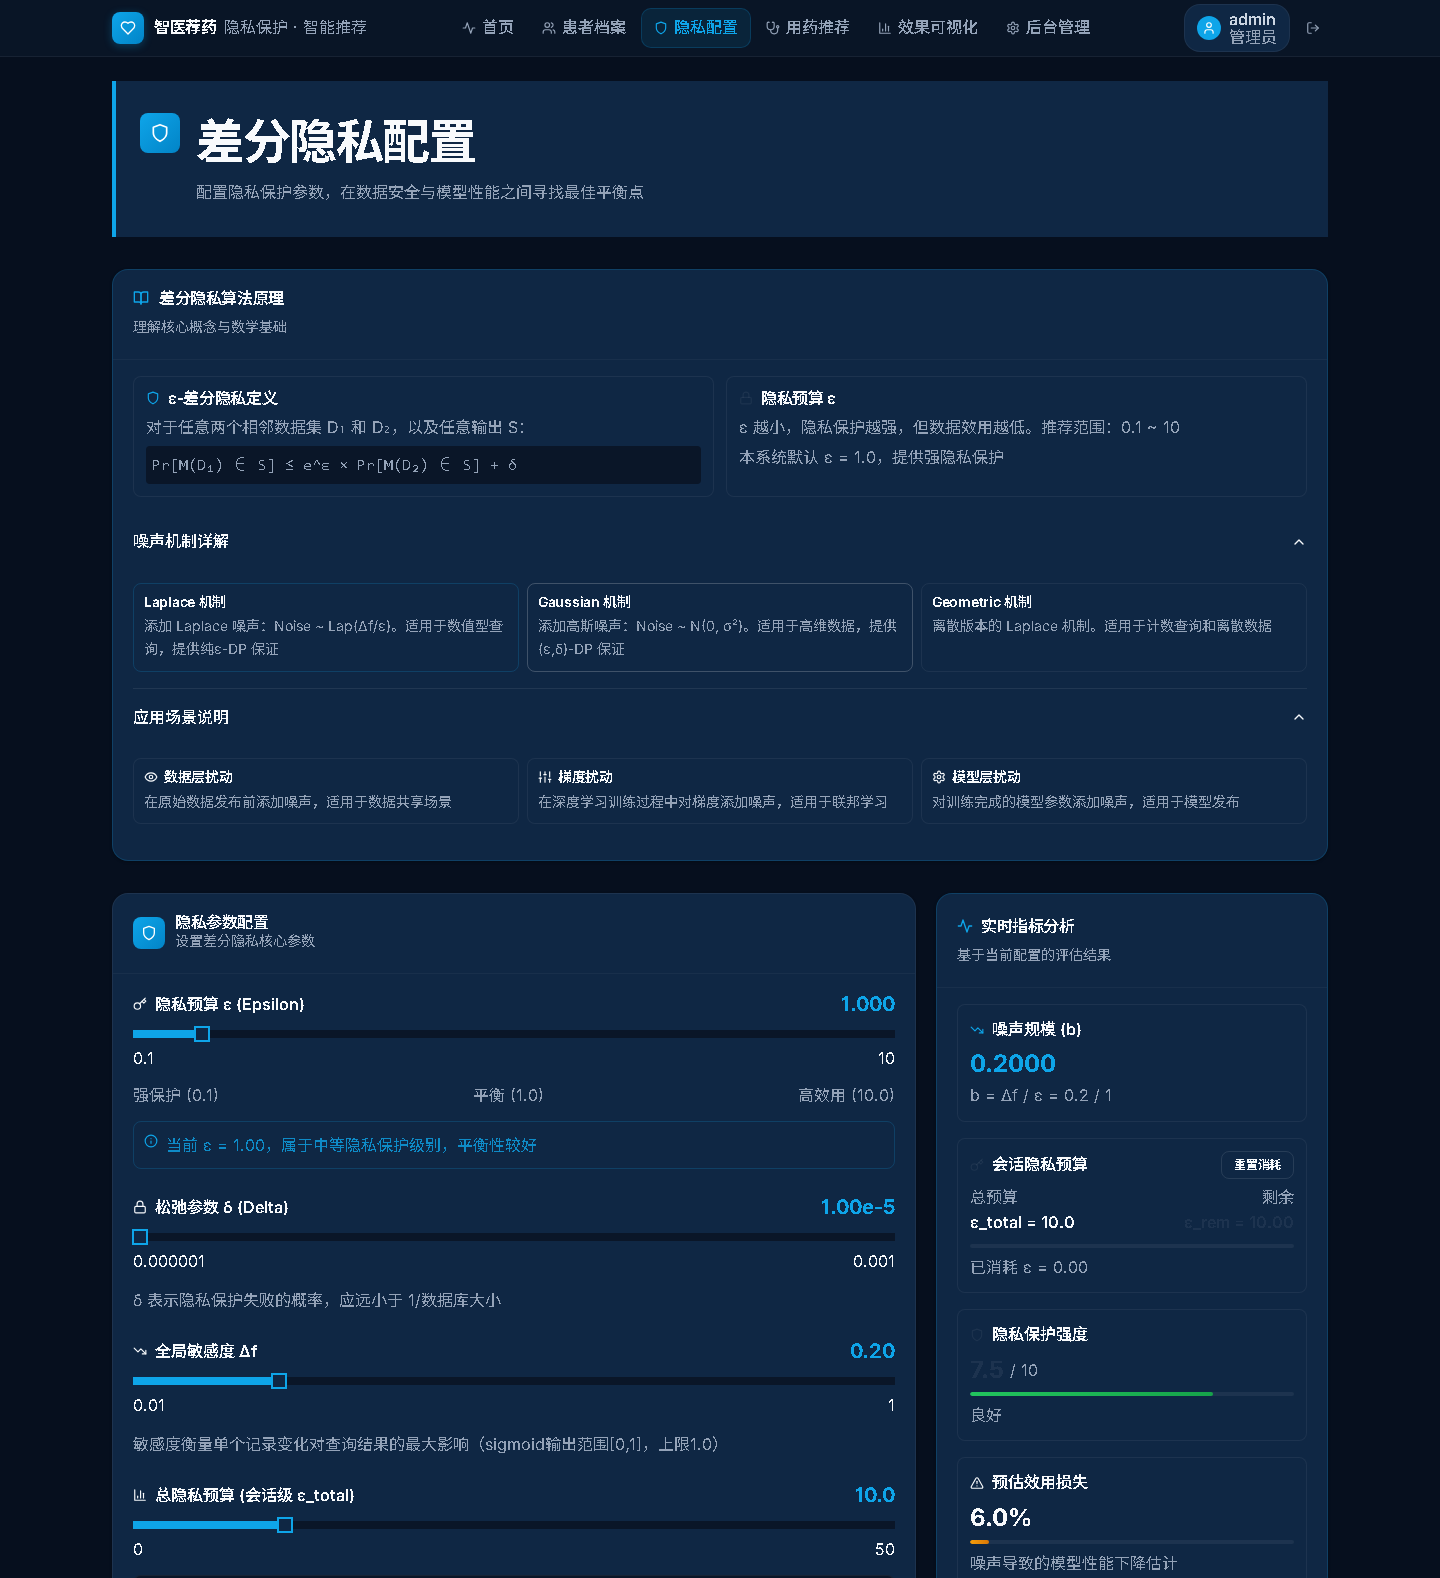 智医荐药 隐私保护 · 智能推荐
首页
患者档案
隐私配置
用药推荐
效果可视化
后台管理
admin
管理员
差分隐私配置
配置隐私保护参数，在数据安全与模型性能之间寻找最佳平衡点
差分隐私算法原理
理解核心概念与数学基础
ε-差分隐私定义
对于任意两个相邻数据集 D₁ 和 D₂，以及任意输出 S：
Pr[M(D₁) ∈ S] ≤ e^ε × Pr[M(D₂) ∈ S] + δ
隐私预算 ε
ε 越小，隐私保护越强，但数据效用越低。推荐范围：0.1 ~ 10
本系统默认 ε = 1.0，提供强隐私保护
噪声机制详解
Laplace 机制
添加 Laplace 噪声：Noise ~ Lap(Δf/ε)。适用于数值型查
询，提供纯ε-DP 保证
Gaussian 机制
添加高斯噪声：Noise ~ N(0, σ²)。适用于高维数据，提供
(ε,δ)-DP 保证
Geometric 机制
离散版本的 Laplace 机制。适用于计数查询和离散数据
应用场景说明
数据层扰动
在原始数据发布前添加噪声，适用于数据共享场景
梯度扰动
在深度学习训练过程中对梯度添加噪声，适用于联邦学习
模型层扰动
对训练完成的模型参数添加噪声，适用于模型发布
隐私参数配置
设置差分隐私核心参数
隐私预算 ε (Epsilon)
1.000
0.1
10
强保护 (0.1)
平衡 (1.0)
高效用 (10.0)
当前 ε = 1.00，属于中等隐私保护级别，平衡性较好
松弛参数 δ (Delta)
1.00e-5
0.000001
0.001
δ 表示隐私保护失败的概率，应远小于 1/数据库大小
全局敏感度 Δf
0.20
0.01
1
敏感度衡量单个记录变化对查询结果的最大影响（sigmoid输出范围[0,1]，上限1.0）
总隐私预算 (会话级 ε_total)
10.0
0
50
实时指标分析
基于当前配置的评估结果
噪声规模 (b)
0.2000
b = Δf / ε = 0.2 / 1
会话隐私预算
重置消耗
总预算
剩余
ε_total = 10.0
ε_rem = 10.00
已消耗 ε = 0.00
隐私保护强度
7.5 / 10
良好
预估效用损失
6.0%
噪声导致的模型性能下降估计